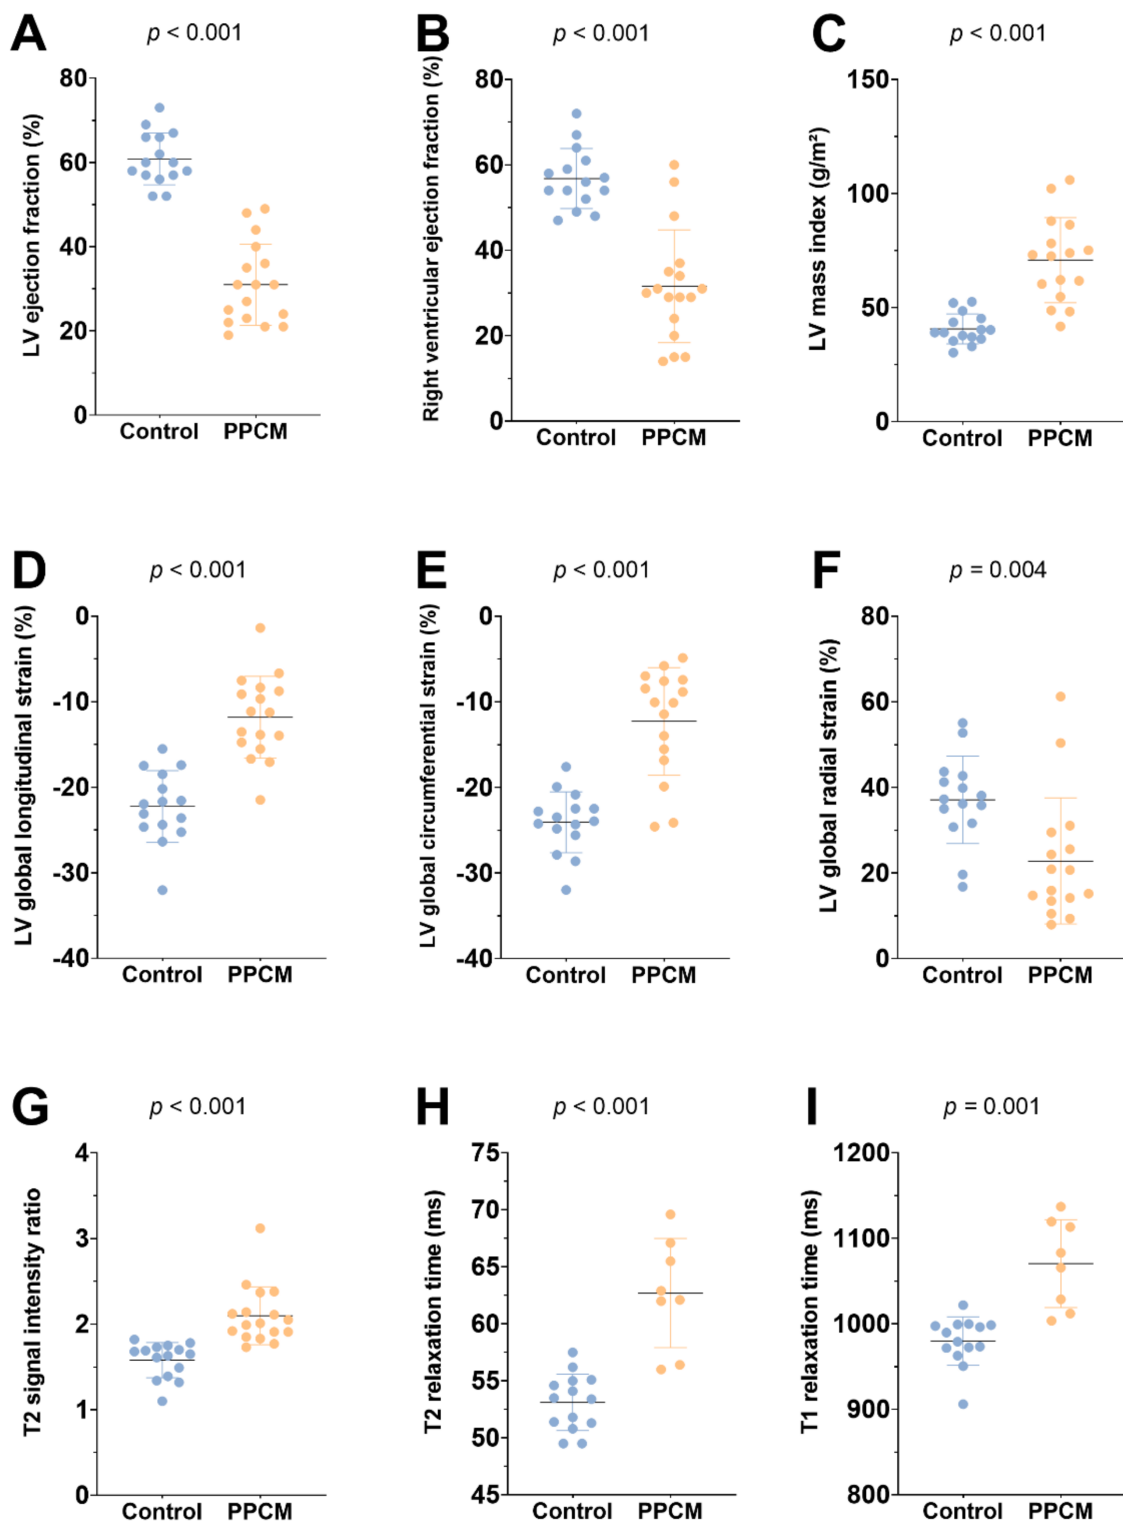 A
p < 0.001
LV ejection fraction (%)
80
60
40
20
0
Control PPCM
B
p < 0.001
Right ventricular ejection fraction (%)
80
60
40
20
0
Control PPCM
C
p < 0.001
LV mass index (g/m²)
150
100
50
0
Control PPCM
D
p < 0.001
LV global longitudinal strain (%)
0
-10
-20
-30
-40
Control PPCM
E
p < 0.001
LV global circumferential strain (%)
0
-10
-20
-30
-40
Control PPCM
F
p = 0.004
LV global radial strain (%)
80
60
40
20
0
Control PPCM
G
p < 0.001
T2 signal intensity ratio
4
3
2
1
0
Control PPCM
H
p < 0.001
T2 relaxation time (ms)
75
70
65
60
55
50
45
Control PPCM
I
p = 0.001
T1 relaxation time (ms)
1200
1100
1000
900
800
Control PPCM